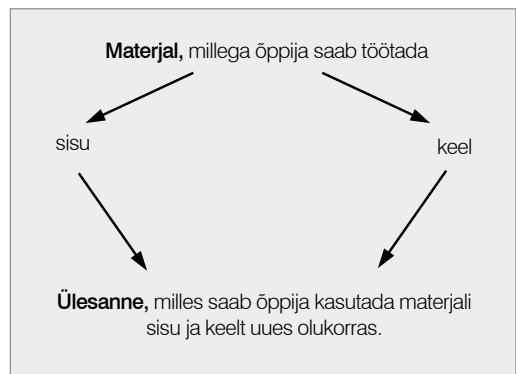 Materjal, millega õppija saab töötada
sisu
keel
Ülesanne, milles saab õppija kasutada materjali
sisu ja keelt uues olukorras.